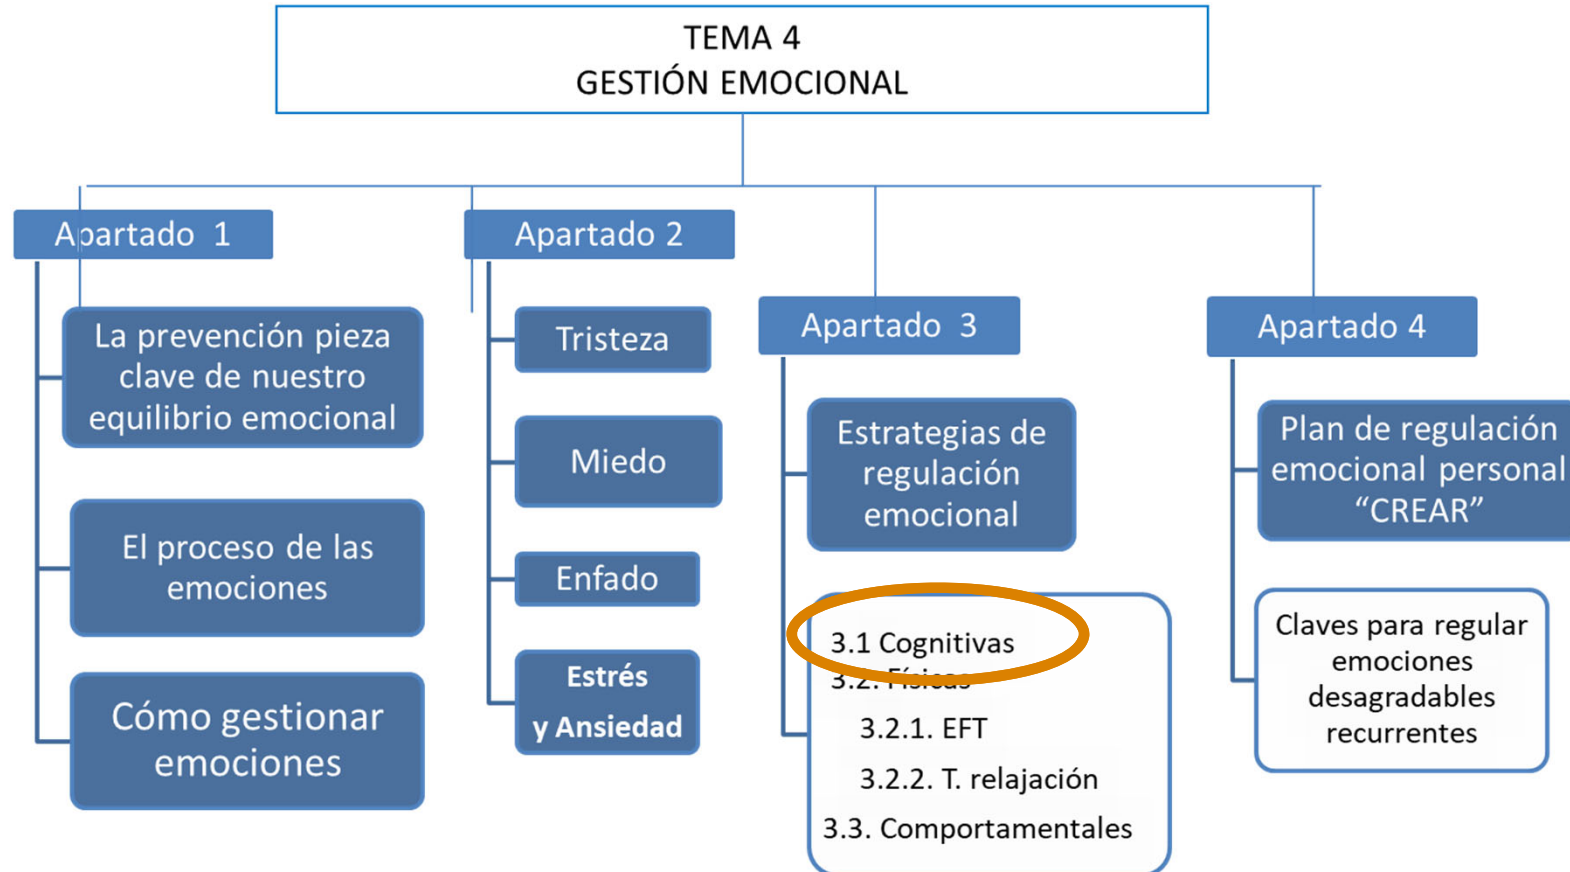 TEMA 4
GESTIÓN EMOCIONAL
Apartado 1
La prevención pieza
clave de nuestro
equilibrio emocional
El proceso de las
emociones
Cómo gestionar
emociones
Apartado 2
Tristeza
Miedo
Enfado
Estrés
y Ansiedad
Apartado 3
Estrategias de
regulación
emocional
3.1 Cognitivas
3.2. Físicas
3.2.1. EFT
3.2.2. T. relajación
3.3. Comportamentales
Apartado 4
Plan de regulación
emocional personal
“CREAR”
Claves para regular
emociones
desagradables
recurrentes